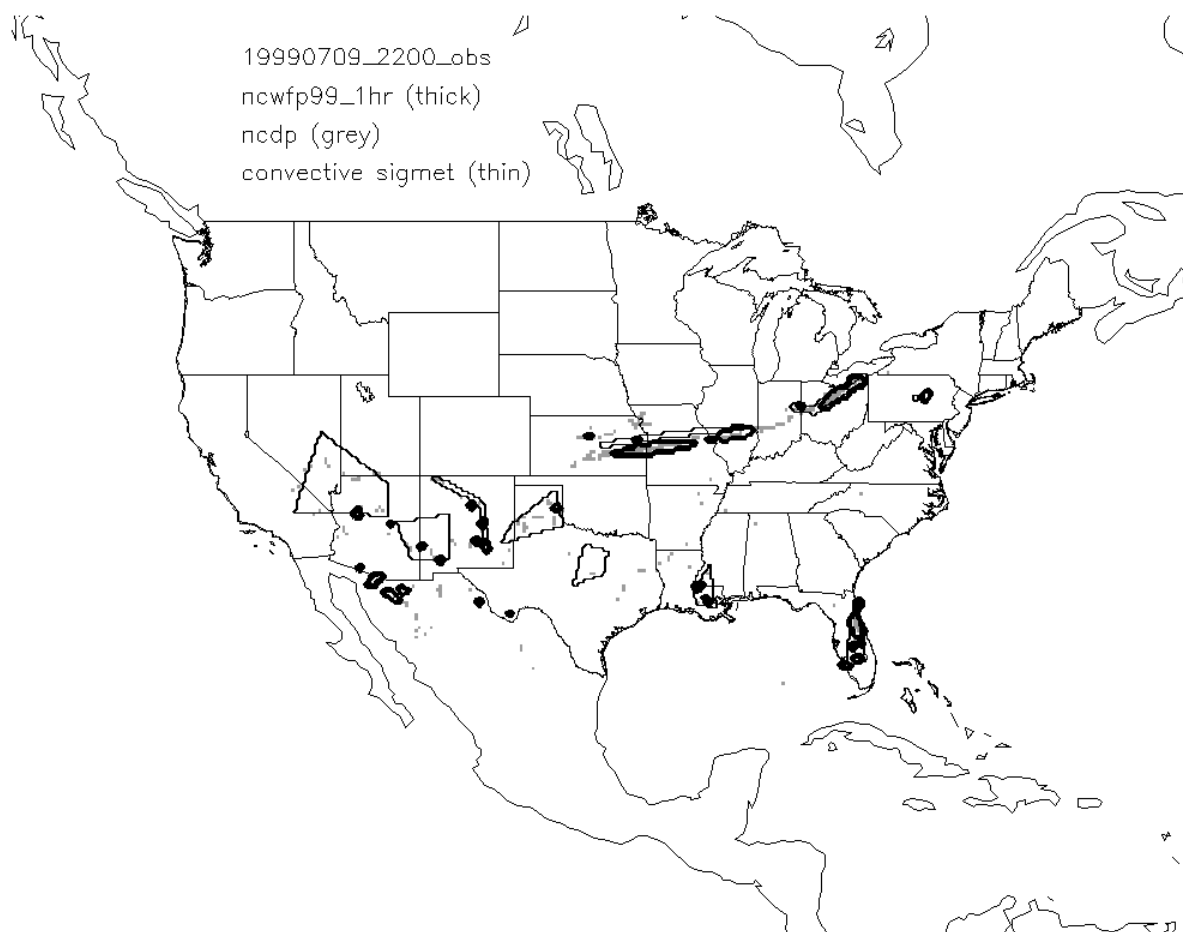 19990709_2200_obs
ncwfp99_1hr (thick)
ncdp (grey)
convective sigmet (thin)